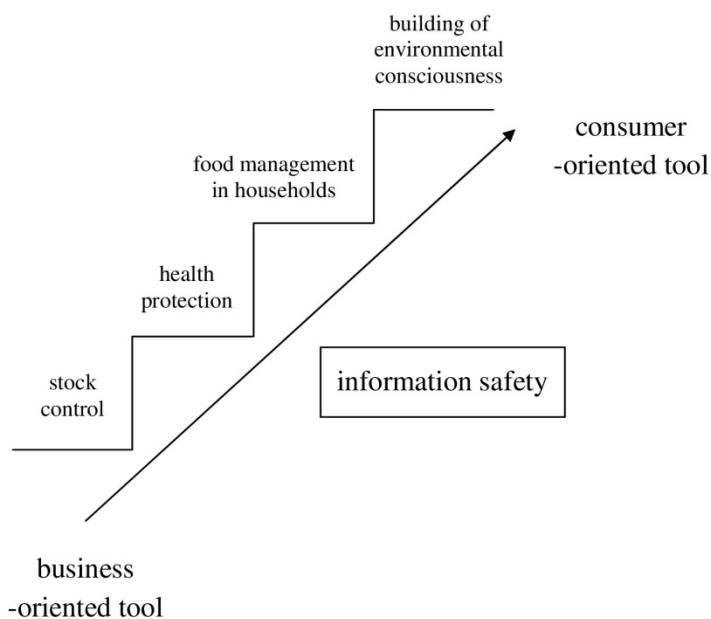 building of
environmental
consciousness
consumer
-oriented tool
food management
in households
health
protection
information safety
stock
control
business
-oriented tool